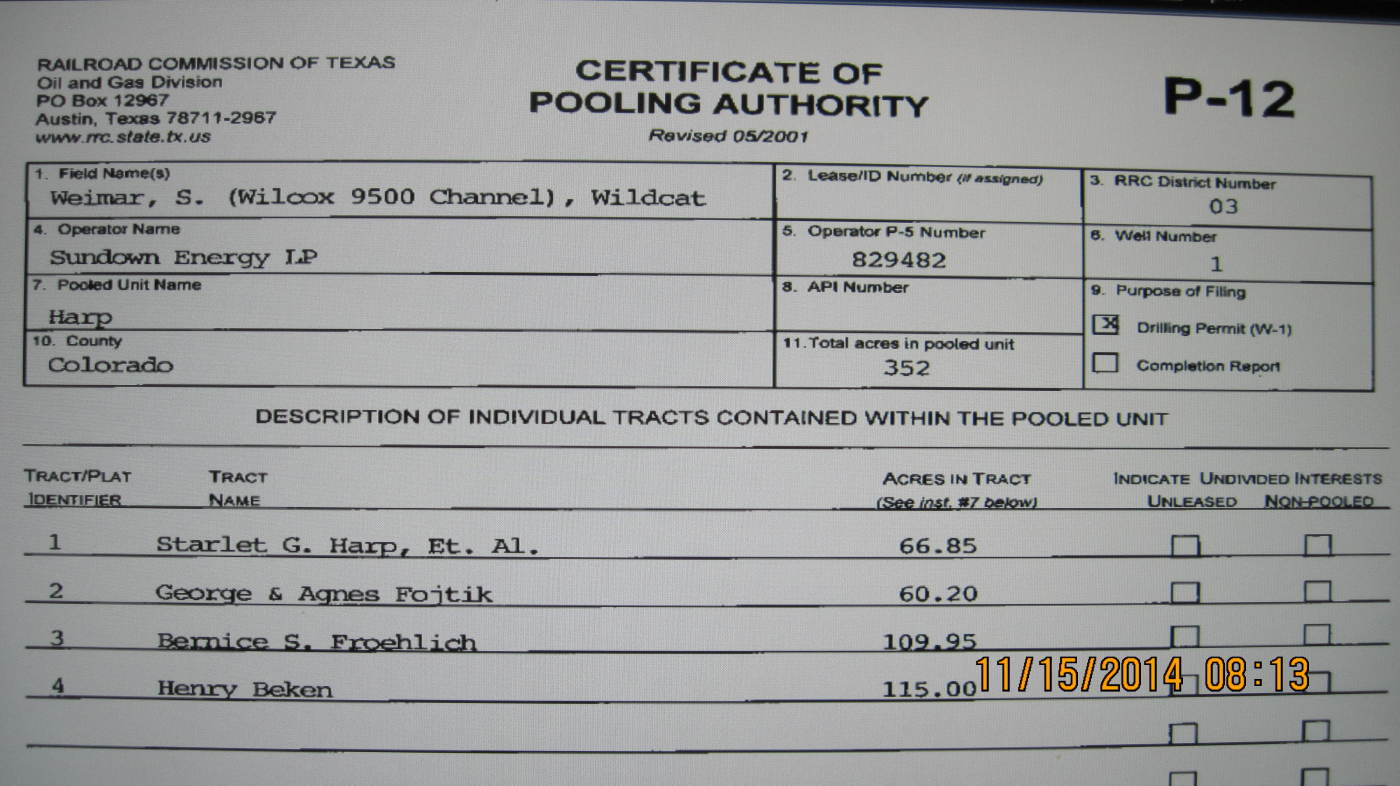 RAILROAD COMMISSION OF TEXAS
Oil and Gas Division
PO Box 12967
Austin, Texas 78711-2967
www.rrc.state.tx.us
CERTIFICATE OF
POOLING AUTHORITY
Revised 05/2001
P-12
1. Field Name(s)
Weimar, S. (Wilcox 9500 Channel), Wildcat
2. Lease/ID Number (if assigned)
3. RRC District Number
03
4. Operator Name
Sundown Energy LP
5. Operator P-5 Number
829482
6. Well Number
1
7. Pooled Unit Name
Harp
8. API Number
9. Purpose of Filing
X Drilling Permit (W-1)
Completion Report
10. County
Colorado
11. Total acres in pooled unit
352
DESCRIPTION OF INDIVIDUAL TRACTS CONTAINED WITHIN THE POOLED UNIT
TRACT/PLAT IDENTIFIER
TRACT NAME
ACRES IN TRACT
(See inst. #7 below)
INDICATE UNDIVIDED INTERESTS
UNLEASED NON-POOLED
1 Starlet G. Harp, Et. Al. 66.85
2 George & Agnes Fojtik 60.20
3 Bernice S. Froehlich 109.95
4 Henry Beken 115.00
11/15/2014 08:13